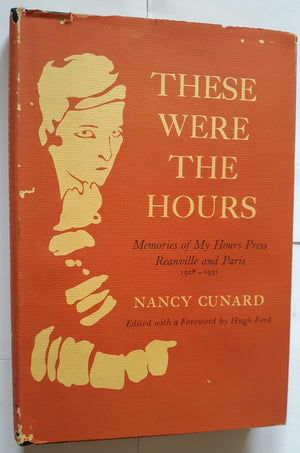 THESE
WERE
THE
HOURS
Memories of My Hours Press
Reanville and Paris
1928–1931
NANCY CUNARD
Edited with a Foreword by Hugh Ford